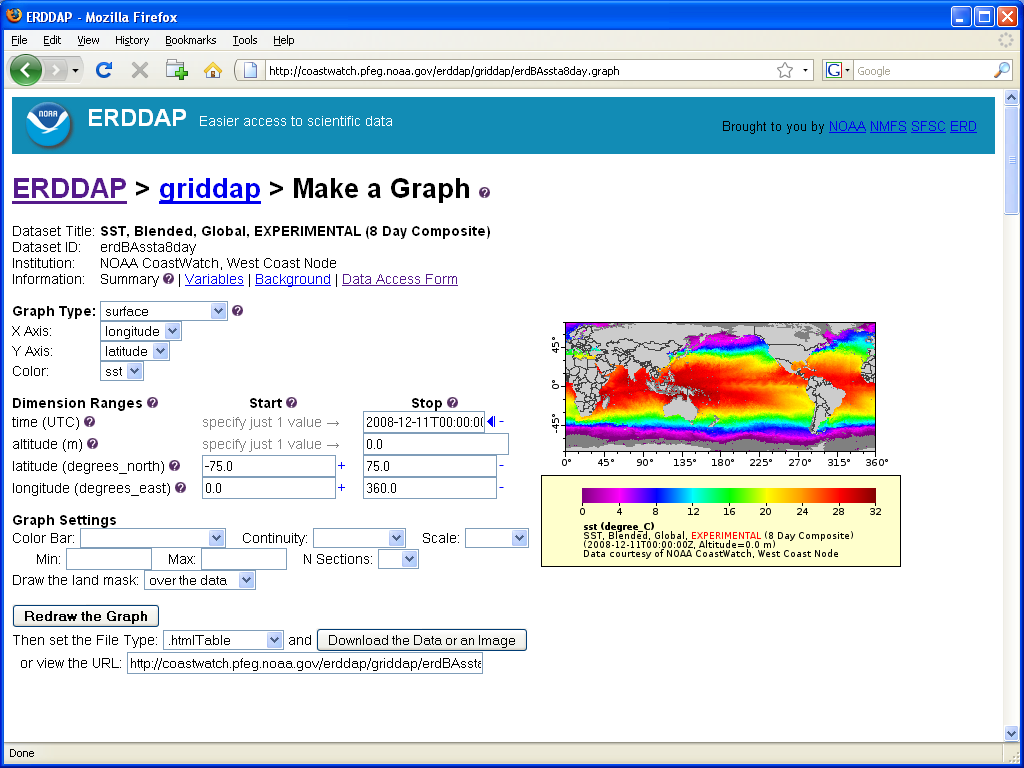 ERDDAP - Mozilla Firefox
File Edit View History Bookmarks Tools Help
http://coastwatch.pfeg.noaa.gov/erddap/griddap/erdBAssta8day.graph
G Google
NOAA
ERDDAP Easier access to scientific data
Brought to you by NOAA NMFS SFSC ERD
ERDDAP > griddap > Make a Graph ?
Dataset Title: SST, Blended, Global, EXPERIMENTAL (8 Day Composite)
Dataset ID: erdBAssta8day
Institution: NOAA CoastWatch, West Coast Node
Information: Summary ? | Variables | Background | Data Access Form
Graph Type: surface ?
X Axis: longitude
Y Axis: latitude
Color: sst
Dimension Ranges ? Start ? Stop ?
time (UTC) ? specify just 1 value → 2008-12-11T00:00:00 -
altitude (m) ? specify just 1 value → 0.0
latitude (degrees_north) ? -75.0 + 75.0 -
longitude (degrees_east) ? 0.0 + 360.0 -
Graph Settings
Color Bar: Continuity: Scale:
Min: Max: N Sections:
Draw the land mask: over the data
Redraw the Graph
Then set the File Type: .htmlTable and Download the Data or an Image
or view the URL: http://coastwatch.pfeg.noaa.gov/erddap/griddap/erdBAssta
45°
0°
-45°
0° 45° 90° 135° 180° 225° 270° 315° 360°
0 4 8 12 16 20 24 28 32
sst (degree_C)
SST, Blended, Global, EXPERIMENTAL (8 Day Composite)
(2008-12-11T00:00:00Z, Altitude=0.0 m)
Data courtesy of NOAA CoastWatch, West Coast Node
Done